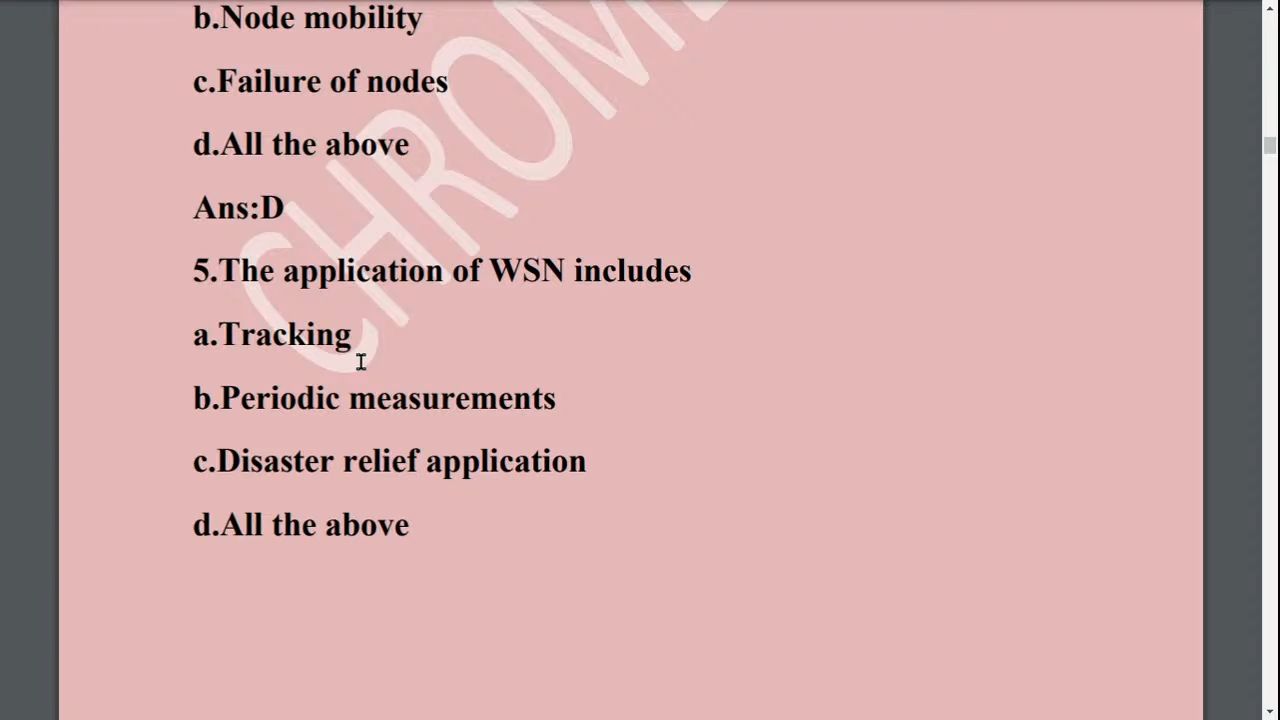 b.Node mobility
c.Failure of nodes
d.All the above
Ans:D
5.The application of WSN includes
a.Tracking
b.Periodic measurements
c.Disaster relief application
d.All the above